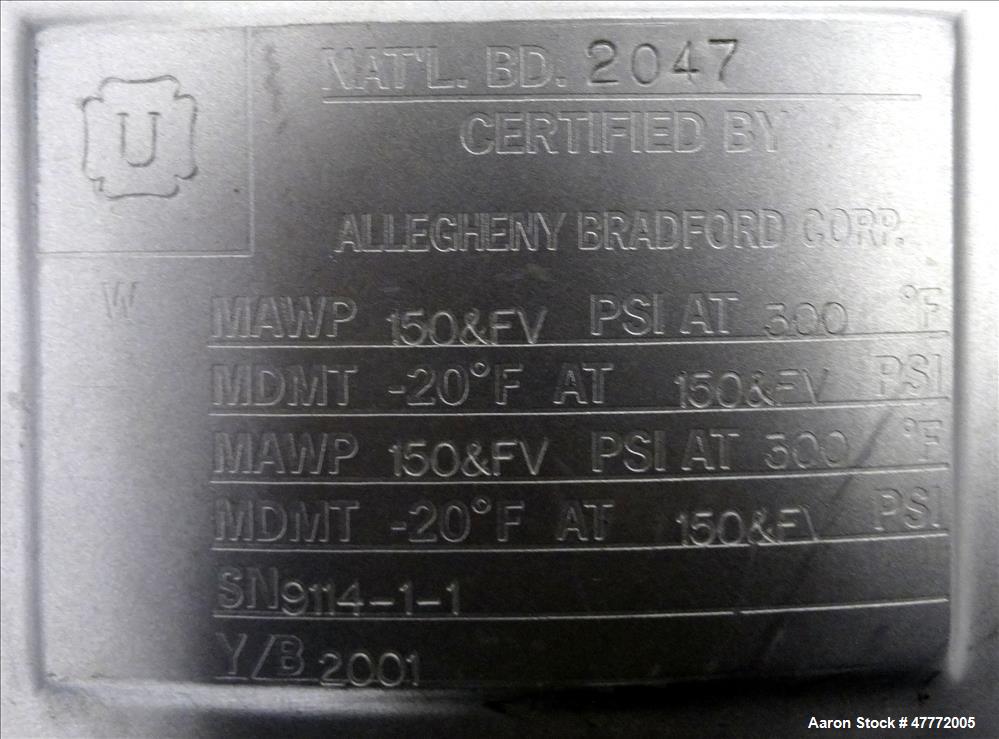 NAT'L. BD. 2047
U
CERTIFIED BY
ALLEGHENY BRADFORD CORP.
W
MAWP 150&FV PSI AT 300 °F
MDMT -20°F AT 150&FV PSI
MAWP 150&FV PSI AT 300 °F
MDMT -20°F AT 150&FV PSI
SN 9114-1-1
Y/B 2001
Aaron Stock # 47772005